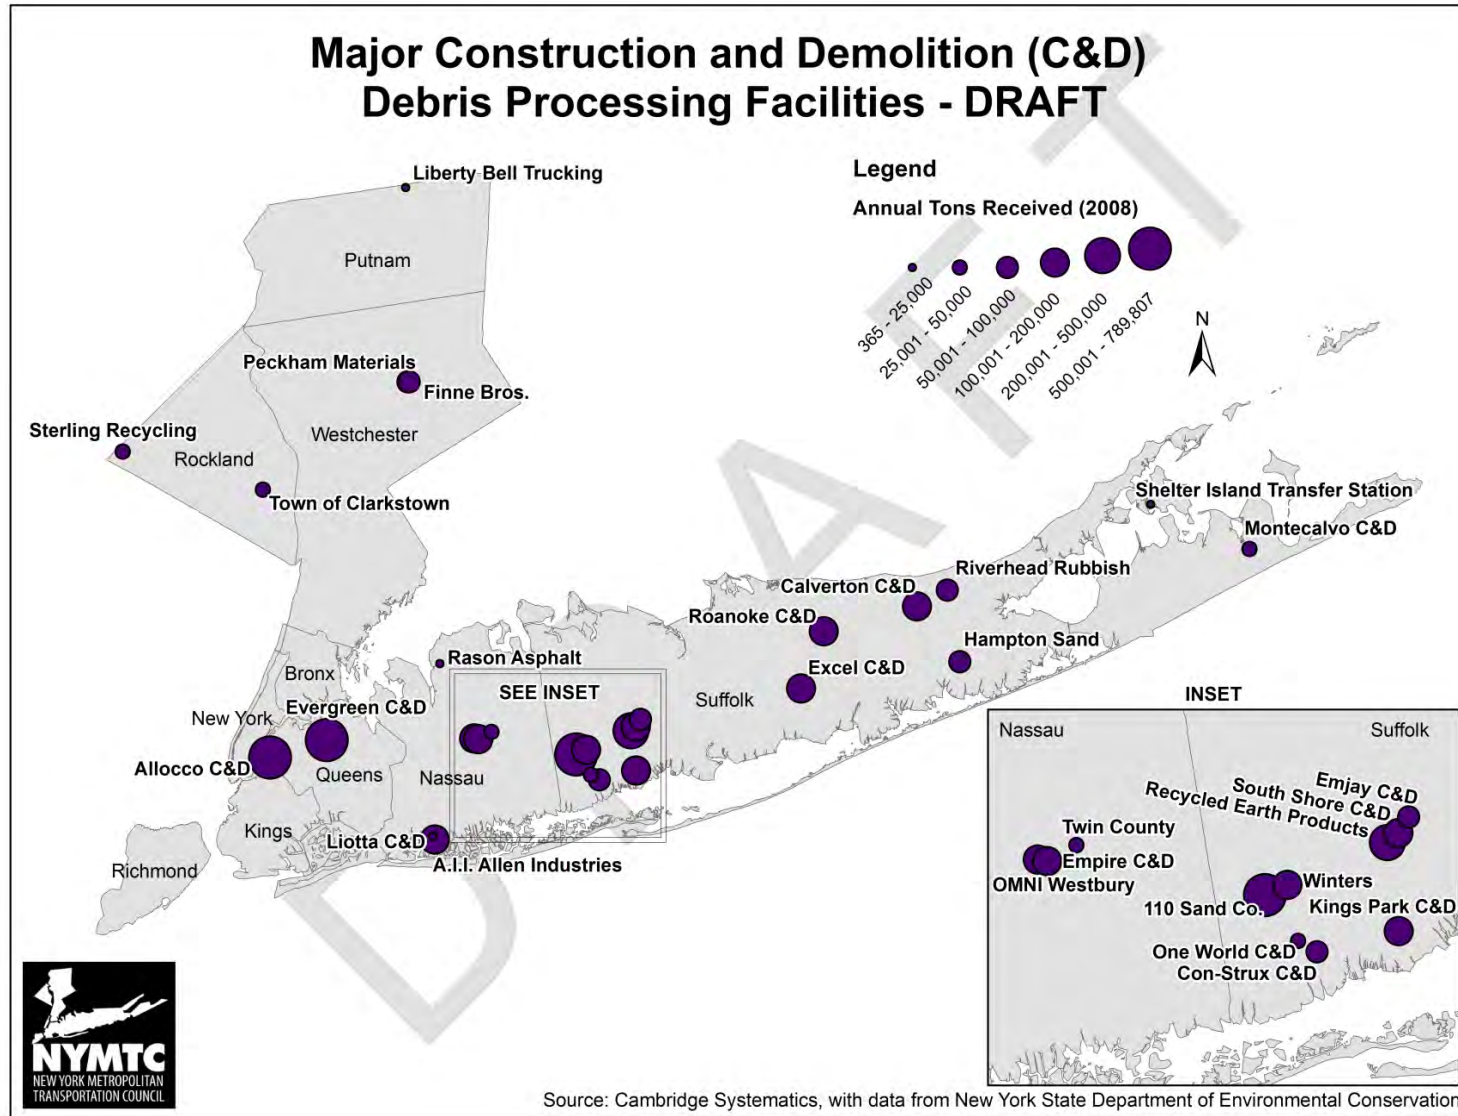 Major Construction and Demolition (C&D)
Debris Processing Facilities - DRAFT
Legend
Annual Tons Received (2008)
365 - 25,000
25,001 - 50,000
50,001 - 100,000
100,001 - 200,000
200,001 - 500,000
500,001 - 789,807
N
Liberty Bell Trucking
Putnam
Peckham Materials
Finne Bros.
Westchester
Sterling Recycling
Rockland
Town of Clarkstown
Shelter Island Transfer Station
Montecalvo C&D
Riverhead Rubbish
Calverton C&D
Roanoke C&D
Hampton Sand
Excel C&D
Suffolk
Rason Asphalt
SEE INSET
Bronx
New York
Evergreen C&D
Allocco C&D
Queens
Nassau
Kings
Liotta C&D
A.I.I. Allen Industries
Richmond
INSET
Nassau
Suffolk
Emjay C&D
South Shore C&D
Recycled Earth Products
Twin County
Empire C&D
OMNI Westbury
Winters
110 Sand Co.
Kings Park C&D
One World C&D
Con-Strux C&D
DRAFT
NYMTC
NEW YORK METROPOLITAN
TRANSPORTATION COUNCIL
Source: Cambridge Systematics, with data from New York State Department of Environmental Conservation